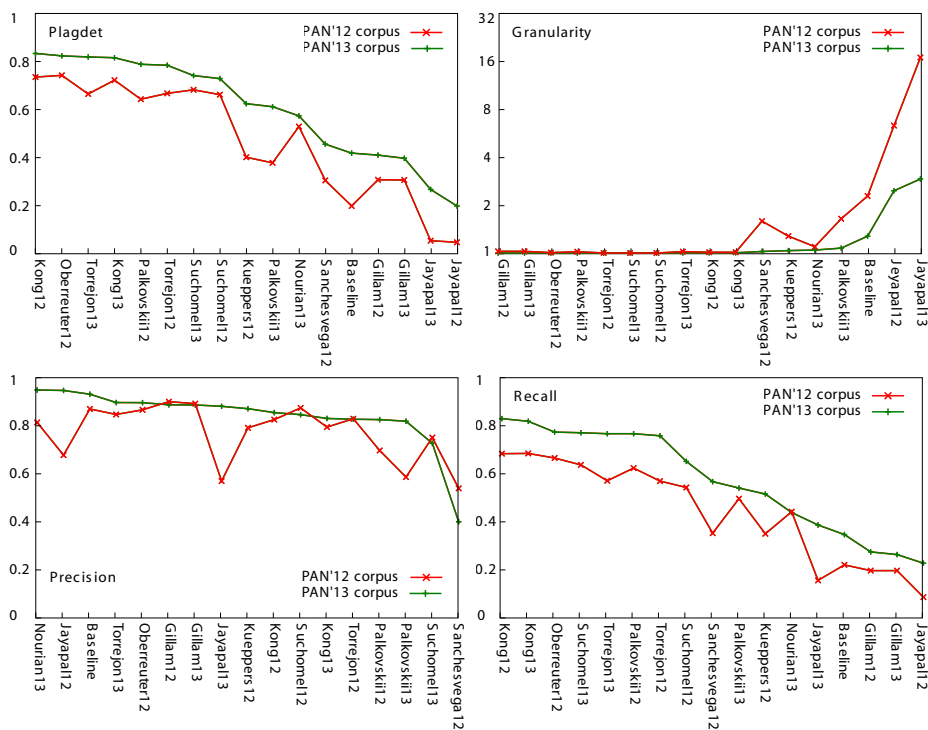 Plagdet
PAN'12 corpus
PAN'13 corpus
1
0.8
0.6
0.4
0.2
0
Kong12
Oberreuter12
Torrejon13
Kong13
Palkovskii12
Torrejon12
Suchomel13
Suchomel12
Kueppers12
Palkovskii13
Nourian13
Sanchesvega12
Baseline
Gillam12
Gillam13
Jayapal13
Jayapal12
Granularity
PAN'12 corpus
PAN'13 corpus
32
16
8
4
2
1
Gillam12
Gillam13
Oberreuter12
Palkovskii12
Torrejon12
Suchomel13
Suchomel12
Torrejon13
Kong12
Kong13
Sanchesvega12
Kueppers12
Nourian13
Palkovskii13
Baseline
Jeyapal12
Jayapal13
Precision
PAN'12 corpus
PAN'13 corpus
1
0.8
0.6
0.4
0.2
0
Nourian13
Jayapal12
Baseline
Torrejon13
Oberreuter12
Gillam12
Gillam13
Jayapal13
Kueppers12
Kong12
Suchomel12
Kong13
Torrejon12
Palkovskii12
Palkovskii13
Suchomel13
Sanchesvega12
Recall
PAN'12 corpus
PAN'13 corpus
1
0.8
0.6
0.4
0.2
0
Kong12
Kong13
Oberreuter12
Suchomel13
Torrejon13
Palkovskii12
Torrejon12
Suchomel12
Sanchesvega12
Palkovskii13
Kueppers12
Nourian13
Jayapal13
Baseline
Gillam12
Gillam13
Jayapal12